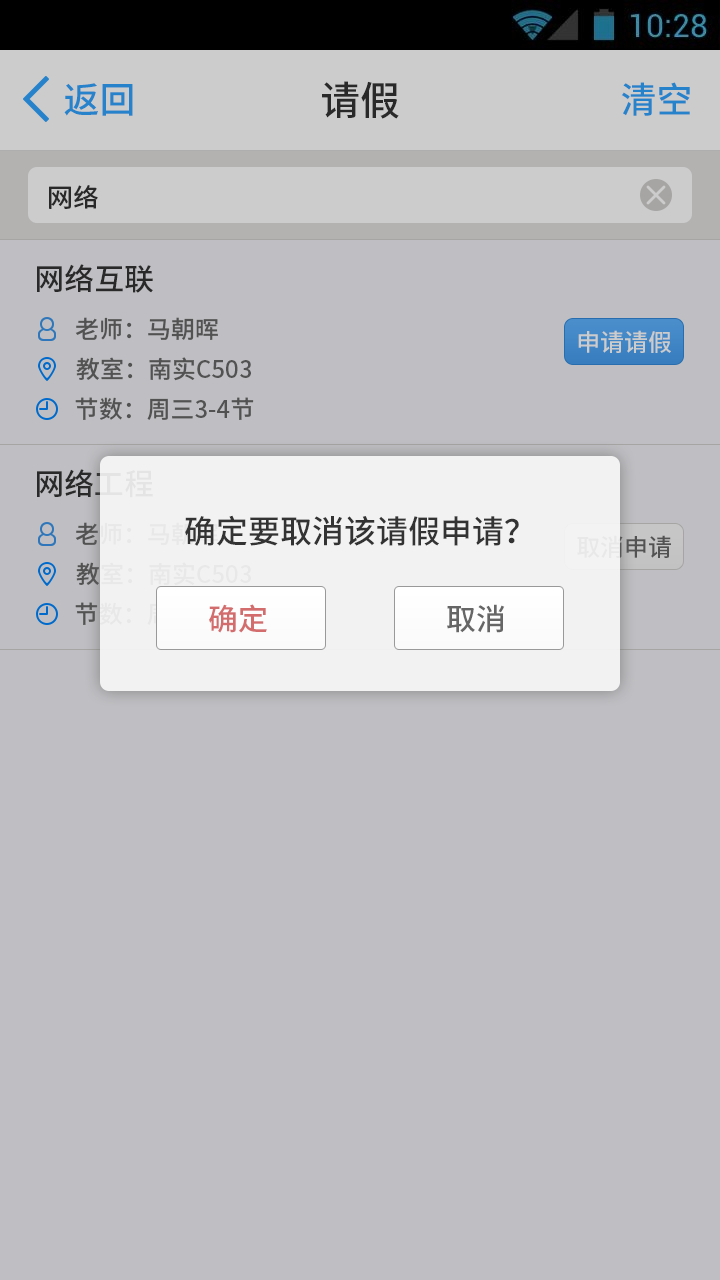 10:28
返回 请假 清空
网络
网络互联
老师：马朝晖
申请请假
教室：南实C503
节数：周三3-4节
网络工程
老师：马朝
取消申请
教室：南实C503
节数：周
确定要取消该请假申请？
确定 取消